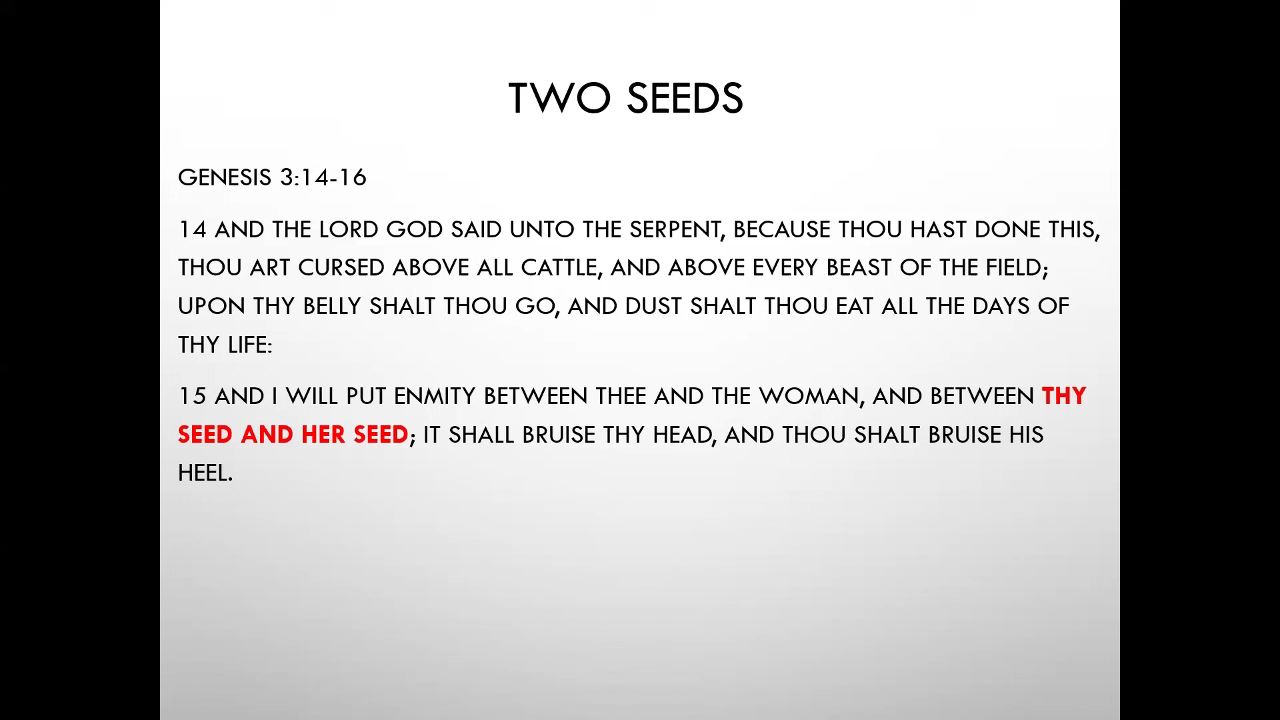 TWO SEEDS
GENESIS 3:14-16
14 AND THE LORD GOD SAID UNTO THE SERPENT, BECAUSE THOU HAST DONE THIS,
THOU ART CURSED ABOVE ALL CATTLE, AND ABOVE EVERY BEAST OF THE FIELD;
UPON THY BELLY SHALT THOU GO, AND DUST SHALT THOU EAT ALL THE DAYS OF
THY LIFE:
15 AND I WILL PUT ENMITY BETWEEN THEE AND THE WOMAN, AND BETWEEN THY
SEED AND HER SEED; IT SHALL BRUISE THY HEAD, AND THOU SHALT BRUISE HIS
HEEL.